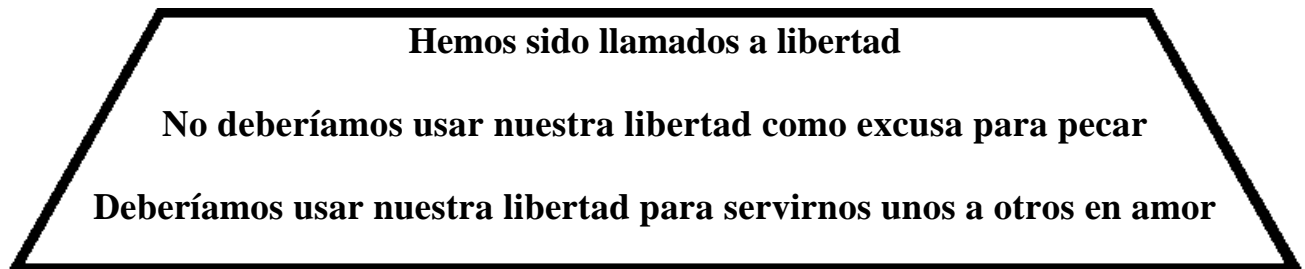 Hemos sido llamados a libertad
No deberíamos usar nuestra libertad como excusa para pecar
Deberíamos usar nuestra libertad para servirnos unos a otros en amor